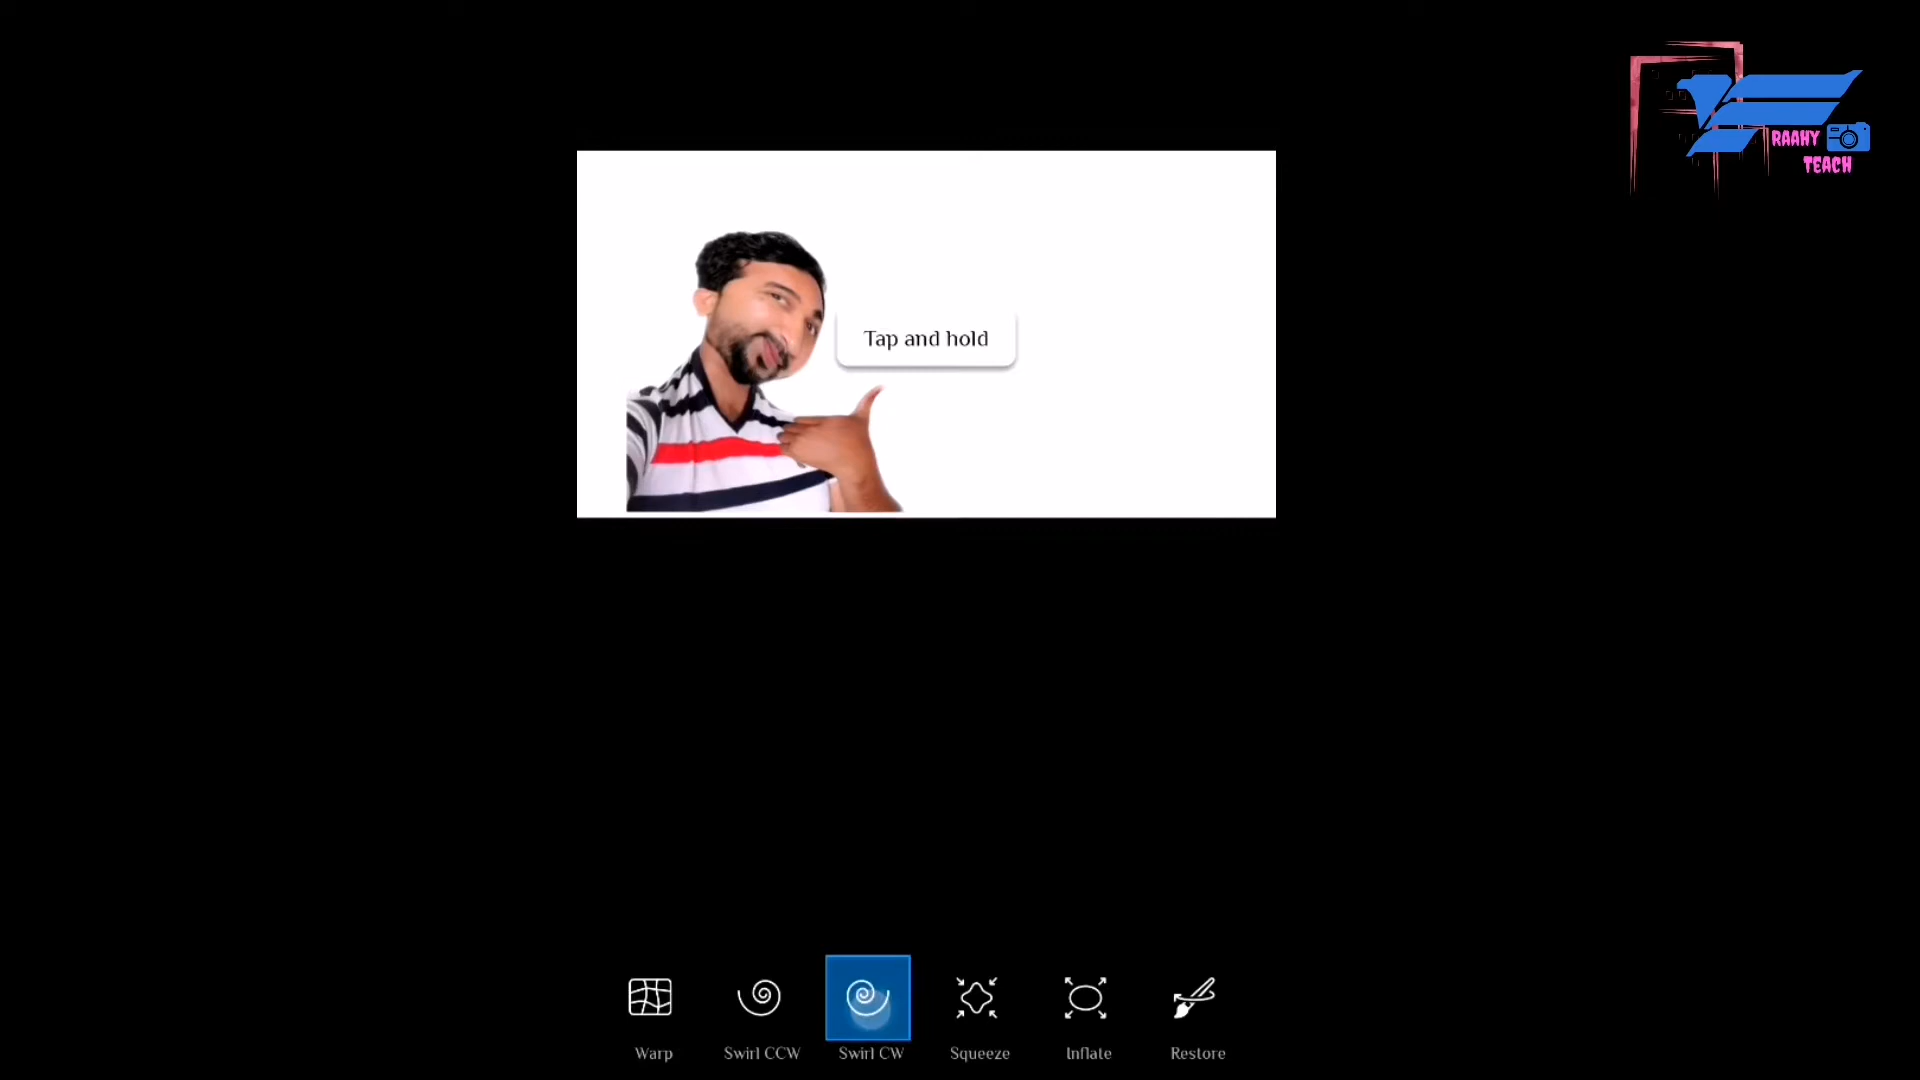 RAAHY
TEACH
Tap and hold
Warp
Swirl CCW
Swirl CW
Squeeze
Inflate
Restore